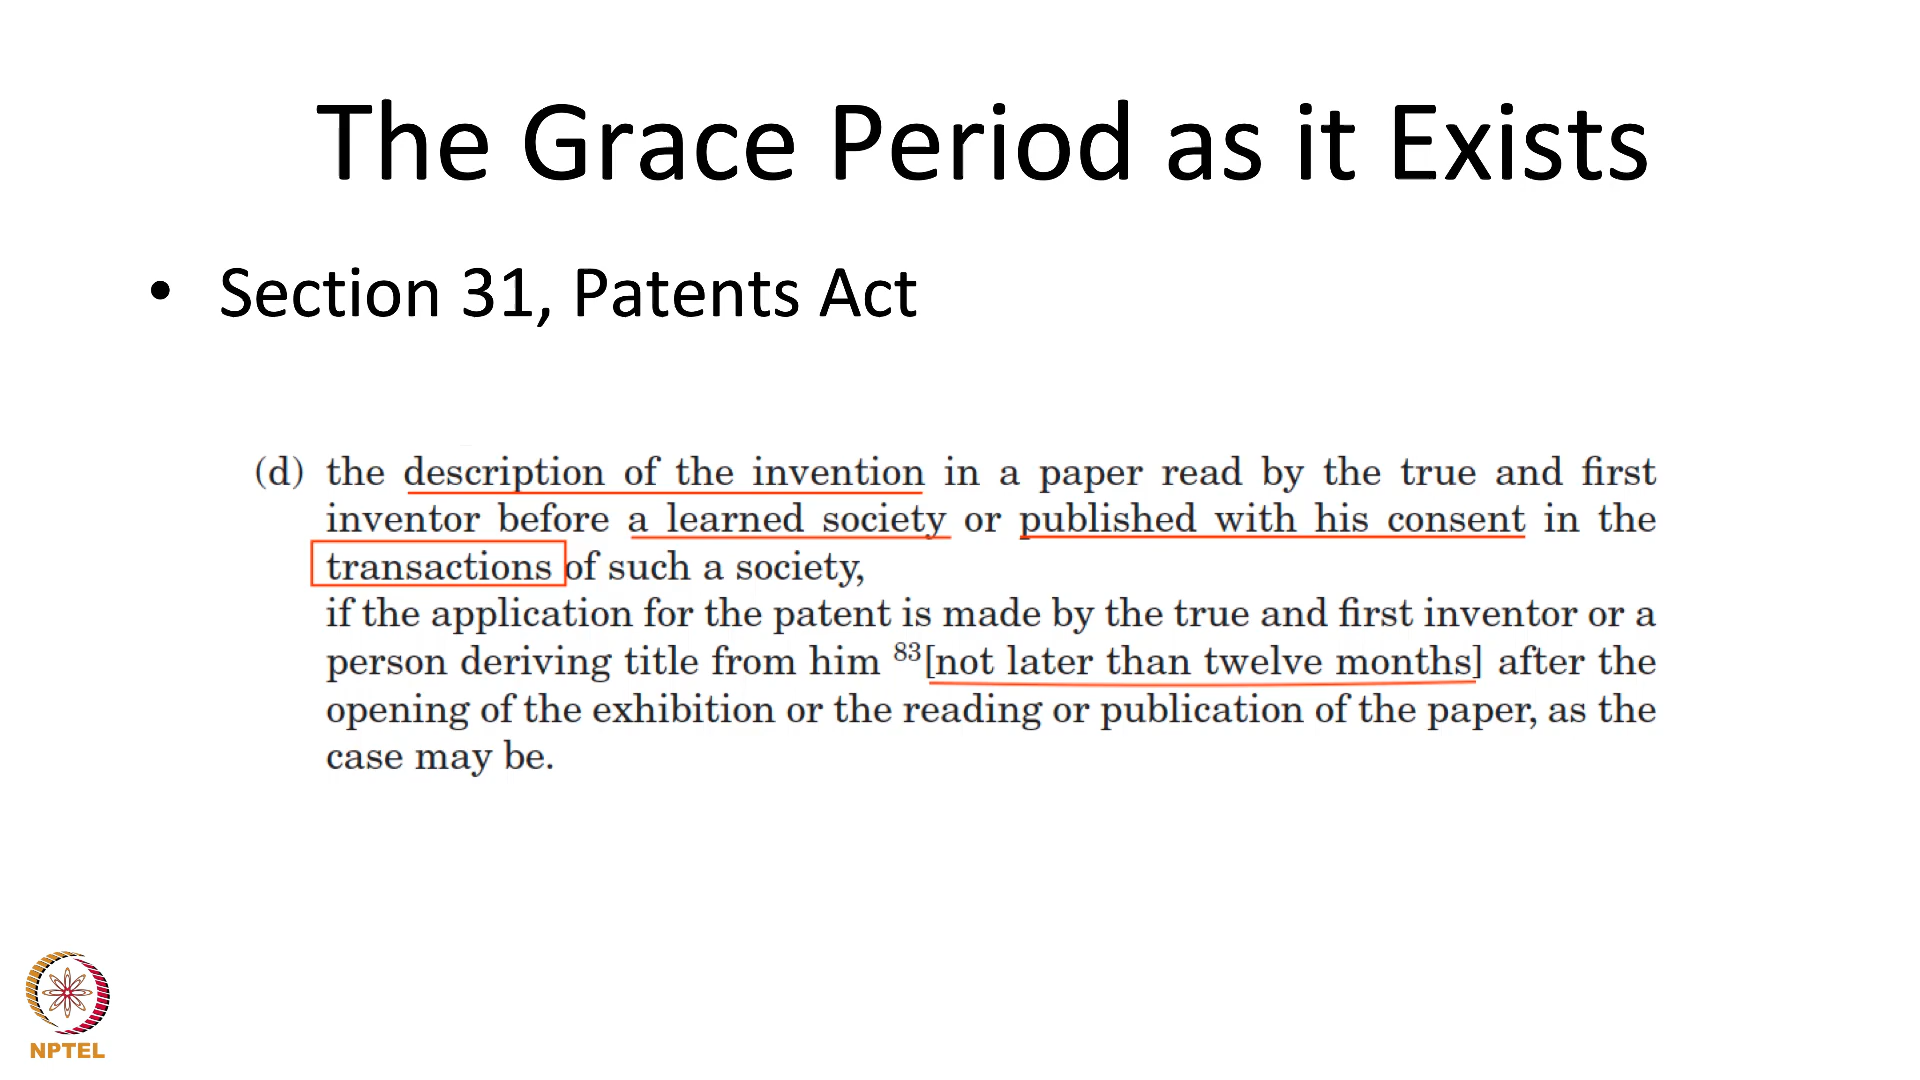 The Grace Period as it Exists
• Section 31, Patents Act
(d) the description of the invention in a paper read by the true and first
inventor before a learned society or published with his consent in the
transactions of such a society,
if the application for the patent is made by the true and first inventor or a
person deriving title from him 83[not later than twelve months] after the
opening of the exhibition or the reading or publication of the paper, as the
case may be.
NPTEL